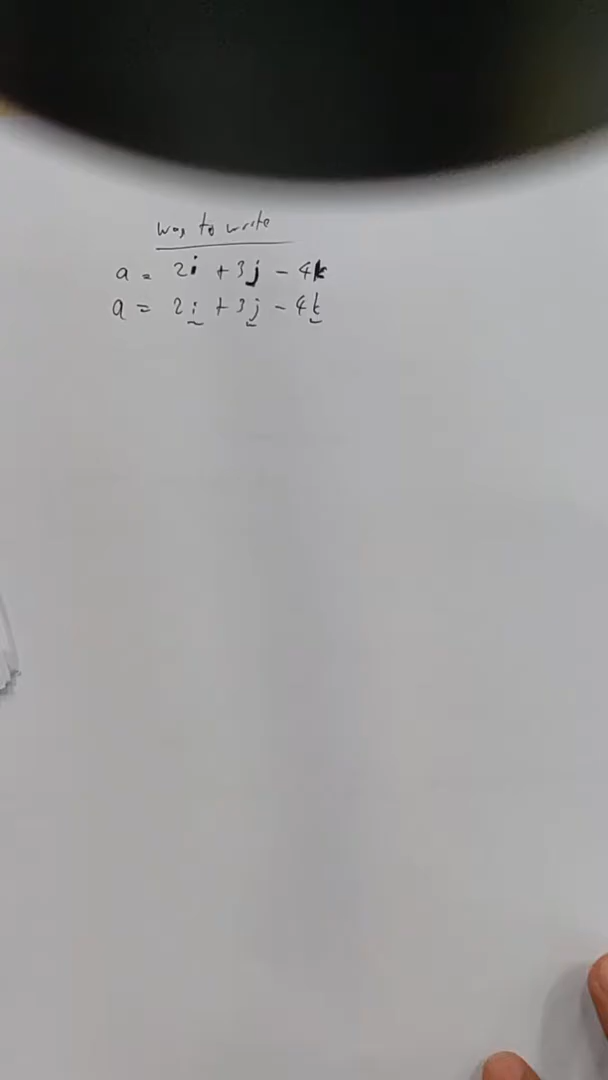 way to write
a = 2i + 3j - 4k
a = 2i + 3j - 4k